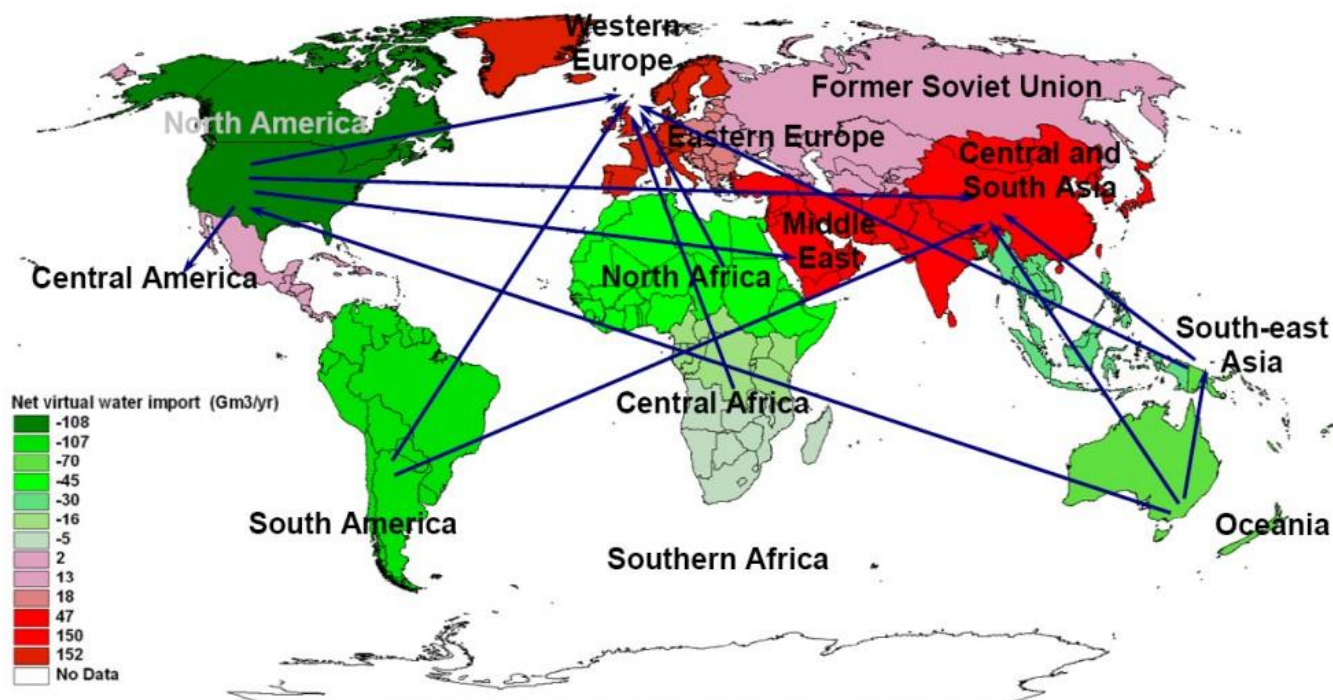 Western
Europe
Former Soviet Union
North America
Eastern Europe
Central and
South Asia
Middle
East
North Africa
Central America
South-east
Asia
Central Africa
South America
Oceania
Southern Africa
Net virtual water import (Gm3/yr)
-108
-107
-70
-45
-30
-16
-5
2
13
18
47
150
152
No Data